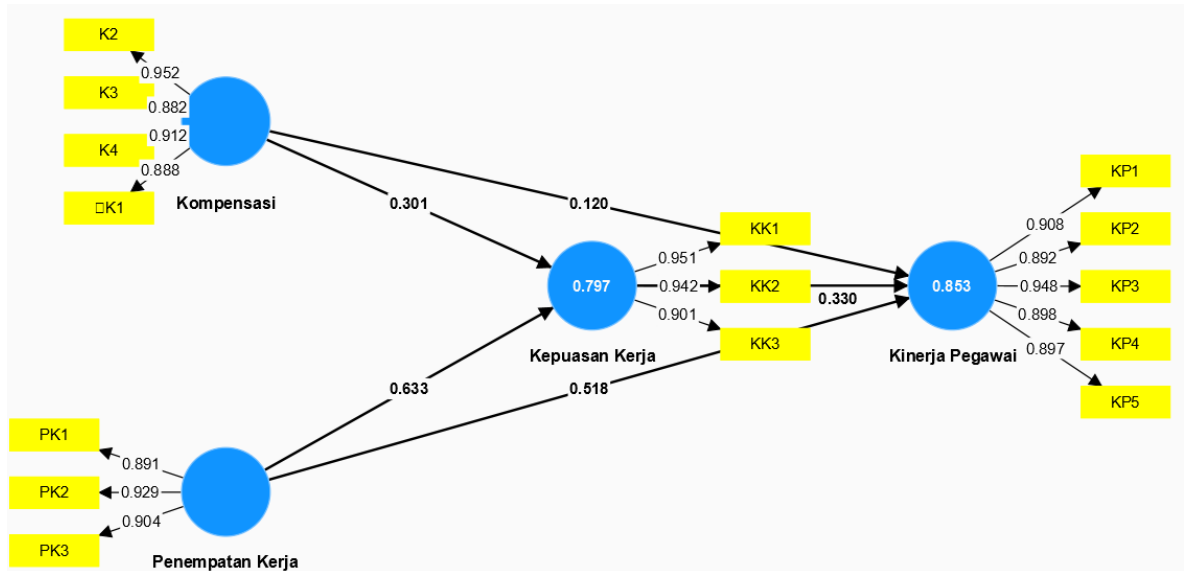 K2
0.952
K3
0.882
0.912
K4
0.888
▯K1
Kompensasi
0.301
0.120
KK1
0.951
0.797
0.942
KK2
0.330
0.901
KK3
Kepuasan Kerja
0.633
0.518
KP1
0.908
KP2
0.892
0.853
0.948
KP3
0.898
KP4
0.897
Kinerja Pegawai
KP5
PK1
0.891
PK2
0.929
0.904
PK3
Penempatan Kerja